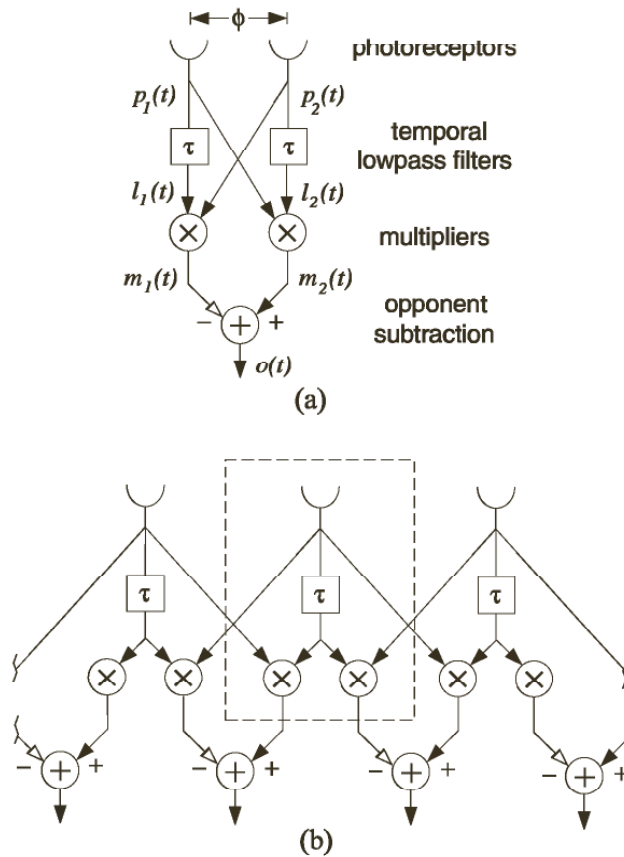 ϕ
photoreceptors
p1(t) p2(t)
τ τ
temporal
lowpass filters
l1(t) l2(t)
× ×
multipliers
m1(t) m2(t)
opponent
subtraction
− + +
o(t)
(a)
τ τ τ
× × × × × ×
− + + − + + − + + − + +
(b)